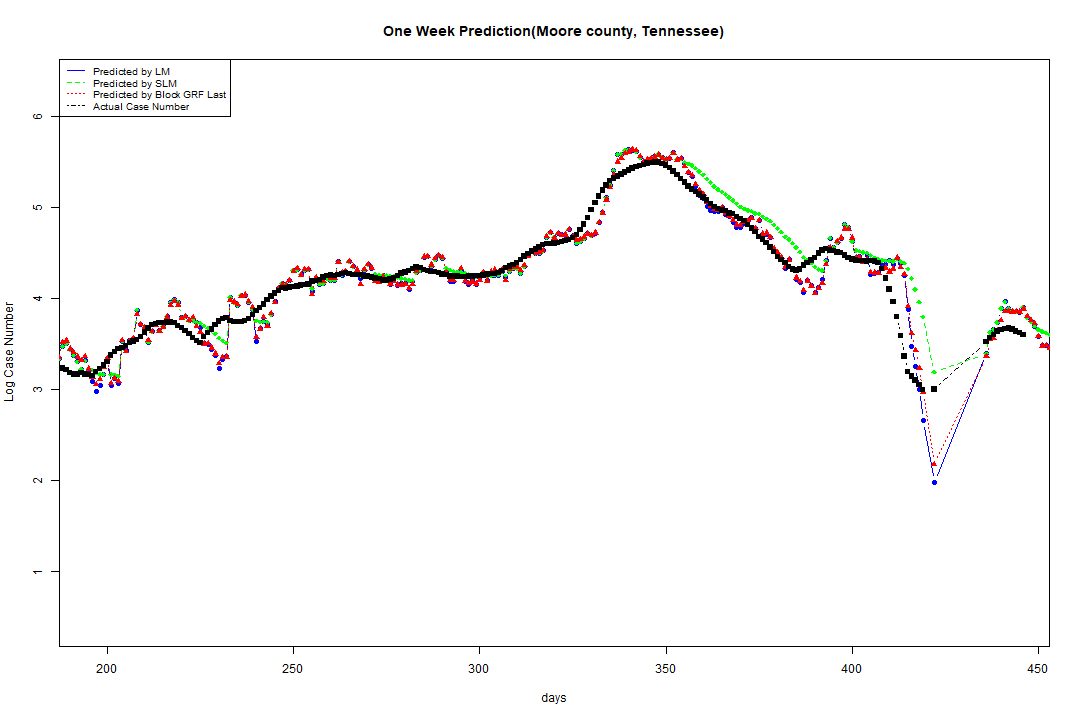 One Week Prediction(Moore county, Tennessee)
Predicted by LM
Predicted by SLM
Predicted by Block GRF Last
Actual Case Number
6
5
4
3
2
1
Log Case Number
200 250 300 350 400 450
days